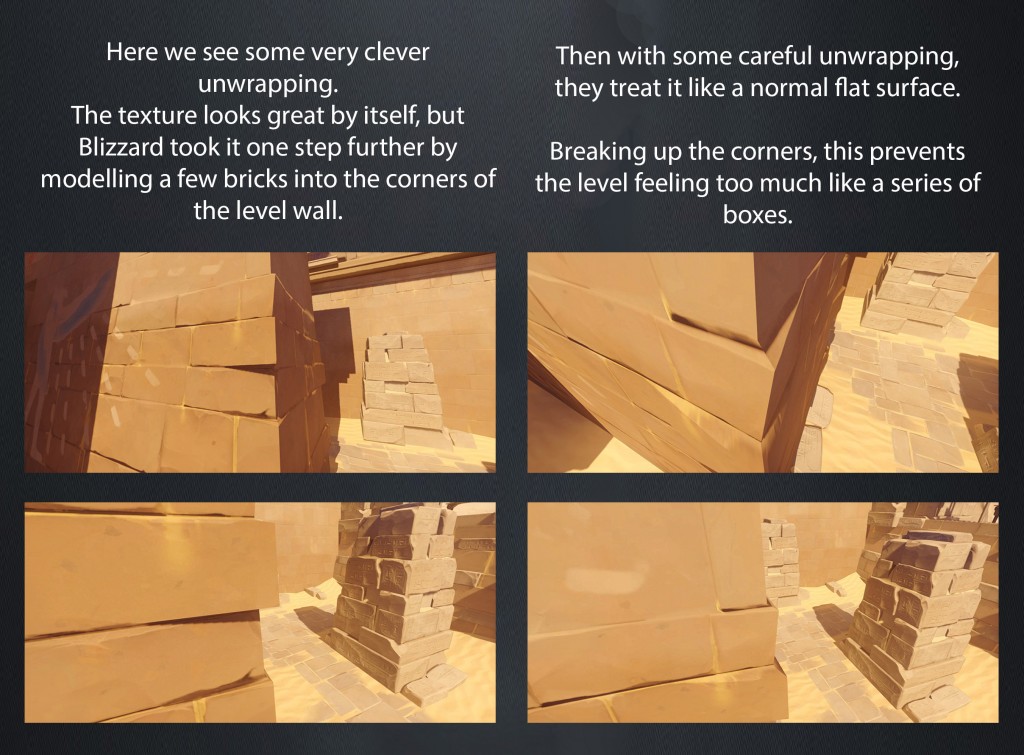 Here we see some very clever
unwrapping.
The texture looks great by itself, but
Blizzard took it one step further by
modelling a few bricks into the corners of
the level wall.
Then with some careful unwrapping,
they treat it like a normal flat surface.
Breaking up the corners, this prevents
the level feeling too much like a series of
boxes.